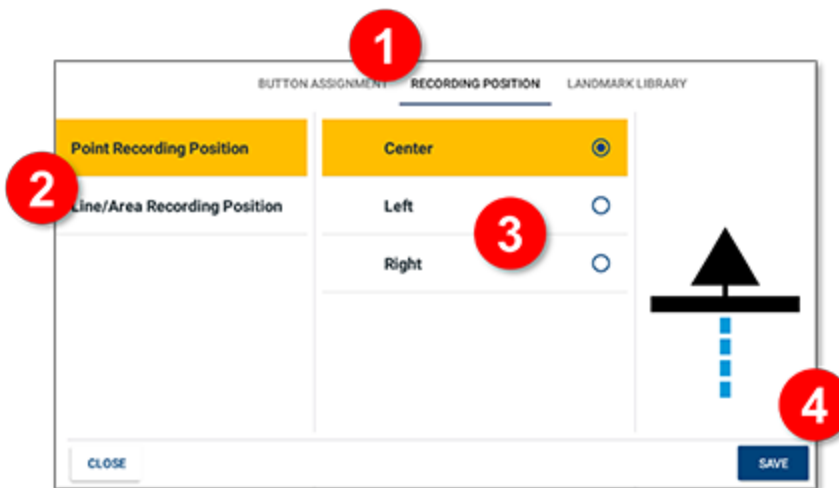 1
BUTTON ASSIGNMENT RECORDING POSITION LANDMARK LIBRARY
Point Recording Position
Center
2
Line/Area Recording Position
Left
3
Right
4
CLOSE
SAVE